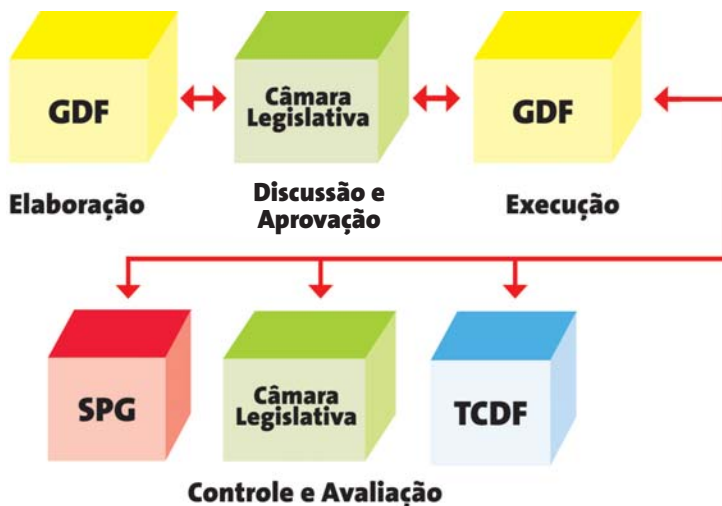 GDF
Câmara
Legislativa
GDF
Elaboração
Discussão e
Aprovação
Execução
SPG
Câmara
Legislativa
TCDF
Controle e Avaliação